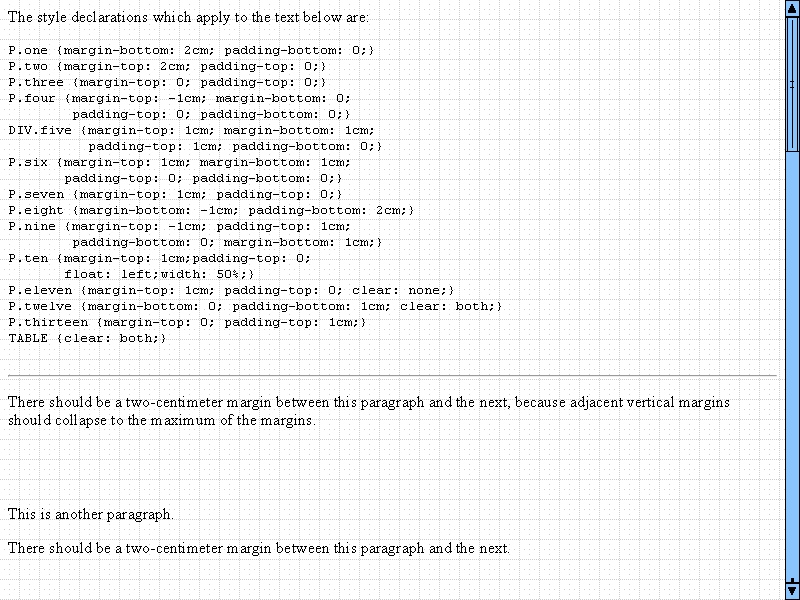 The style declarations which apply to the text below are:
P.one {margin-bottom: 2cm; padding-bottom: 0;}
P.two {margin-top: 2cm; padding-top: 0;}
P.three {margin-top: 0; padding-top: 0;}
P.four {margin-top: -1cm; margin-bottom: 0;
padding-top: 0; padding-bottom: 0;}
DIV.five {margin-top: 1cm; margin-bottom: 1cm;
padding-top: 1cm; padding-bottom: 0;}
P.six {margin-top: 1cm; margin-bottom: 1cm;
padding-top: 0; padding-bottom: 0;}
P.seven {margin-top: 1cm; padding-top: 0;}
P.eight {margin-bottom: -1cm; padding-bottom: 2cm;}
P.nine {margin-top: -1cm; padding-top: 1cm;
padding-bottom: 0; margin-bottom: 1cm;}
P.ten {margin-top: 1cm;padding-top: 0;
float: left;width: 50%;}
P.eleven {margin-top: 1cm; padding-top: 0; clear: none;}
P.twelve {margin-bottom: 0; padding-bottom: 1cm; clear: both;}
P.thirteen {margin-top: 0; padding-top: 1cm;}
TABLE {clear: both;}
There should be a two-centimeter margin between this paragraph and the next, because adjacent vertical margins
should collapse to the maximum of the margins.
This is another paragraph.
There should be a two-centimeter margin between this paragraph and the next.